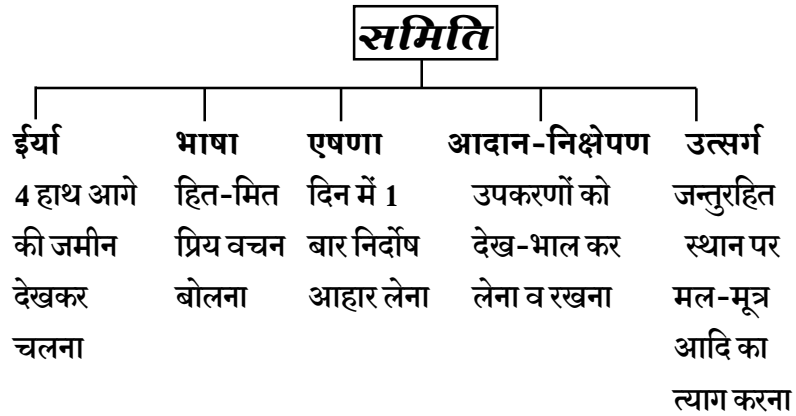 समिति
ईर्या
4 हाथ आगे
की जमीन
देखकर
चलना
भाषा
हित-मित
प्रिय वचन
बोलना
एषणा
दिन में 1
बार निर्दोष
आहार लेना
आदान-निक्षेपण
उपकरणों को
देख-भाल कर
लेना व रखना
उत्सर्ग
जन्तुरहित
स्थान पर
मल-मूत्र
आदि का
त्याग करना